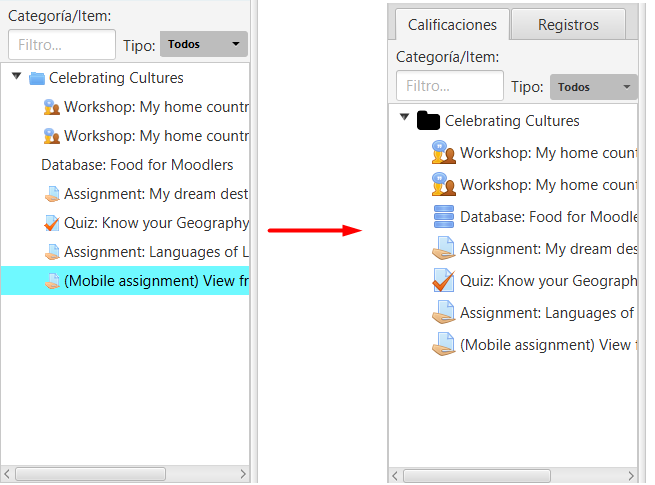 Categoría/Item:
Filtro...
Tipo:
Todos
Celebrating Cultures
Workshop: My home countr
Workshop: My home countr
Database: Food for Moodlers
Assignment: My dream dest
Quiz: Know your Geography
Assignment: Languages of L
(Mobile assignment) View fr
Calificaciones
Registros
Categoría/Item:
Filtro...
Tipo:
Todos
Celebrating Cultures
Workshop: My home count
Workshop: My home count
Database: Food for Moodle
Assignment: My dream des
Quiz: Know your Geograph
Assignment: Languages of
(Mobile assignment) View f